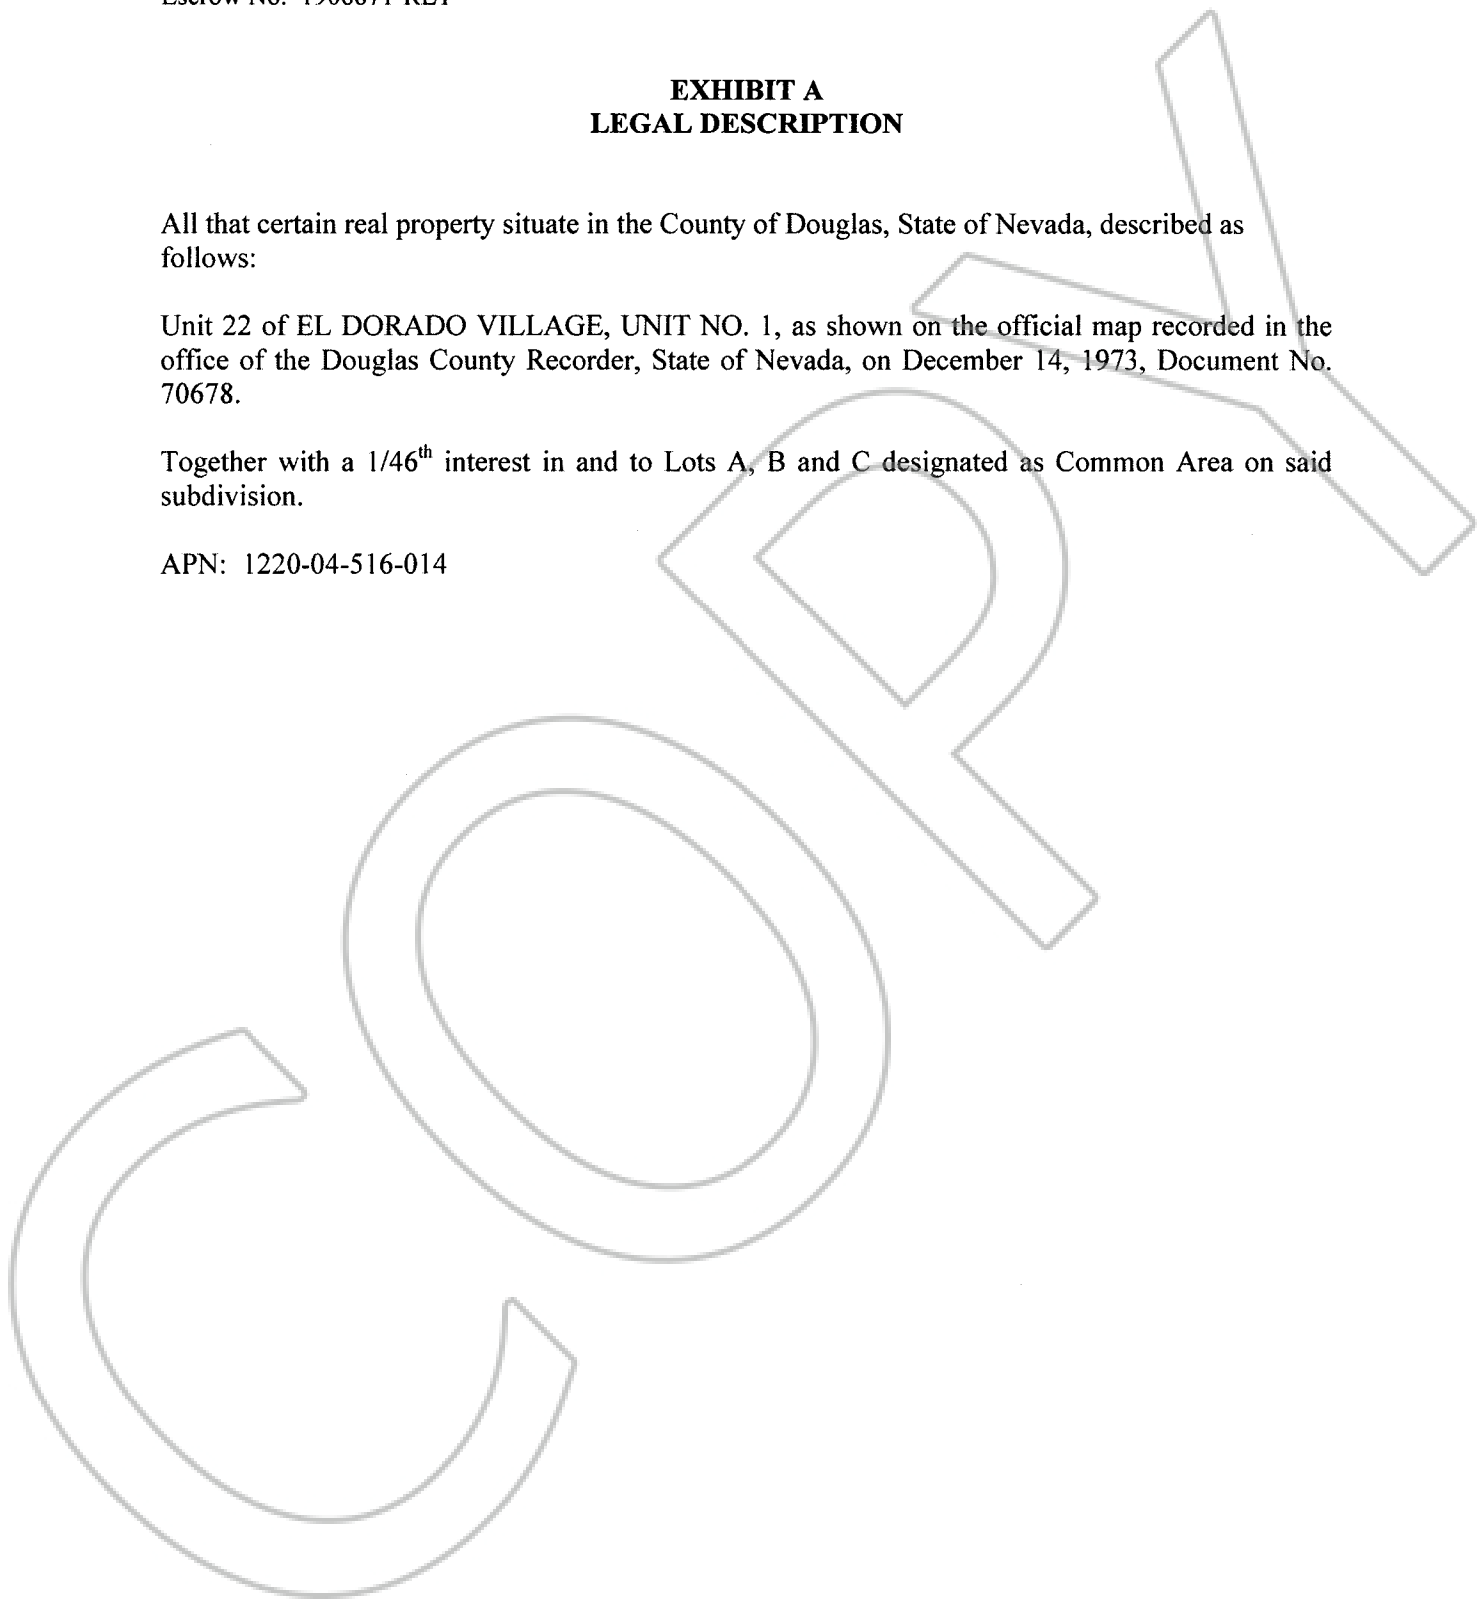 Escrow No.
EXHIBIT A
LEGAL DESCRIPTION
All that certain real property situate in the County of Douglas, State of Nevada, described as
follows:
Unit 22 of EL DORADO VILLAGE, UNIT NO. 1, as shown on the official map recorded in the
office of the Douglas County Recorder, State of Nevada, on December 14, 1973, Document No.
70678.
Together with a 1/46th interest in and to Lots A, B and C designated as Common Area on said
subdivision.
APN: 1220-04-516-014
COPY